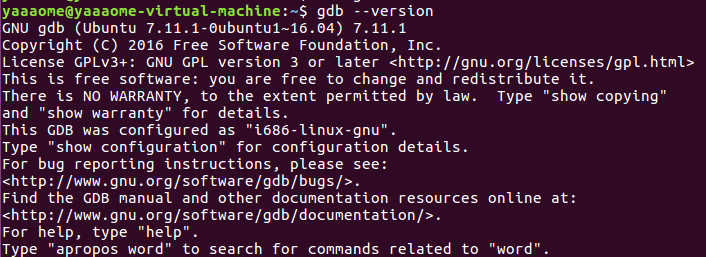 yaaaome@yaaaome-virtual-machine:~$ gdb --version
GNU gdb (Ubuntu 7.11.1-0ubuntu1~16.04) 7.11.1
Copyright (C) 2016 Free Software Foundation, Inc.
License GPLv3+: GNU GPL version 3 or later <http://gnu.org/licenses/gpl.html>
This is free software: you are free to change and redistribute it.
There is NO WARRANTY, to the extent permitted by law.  Type "show copying"
and "show warranty" for details.
This GDB was configured as "i686-linux-gnu".
Type "show configuration" for configuration details.
For bug reporting instructions, please see:
<http://www.gnu.org/software/gdb/bugs/>.
Find the GDB manual and other documentation resources online at:
<http://www.gnu.org/software/gdb/documentation/>.
For help, type "help".
Type "apropos word" to search for commands related to "word".